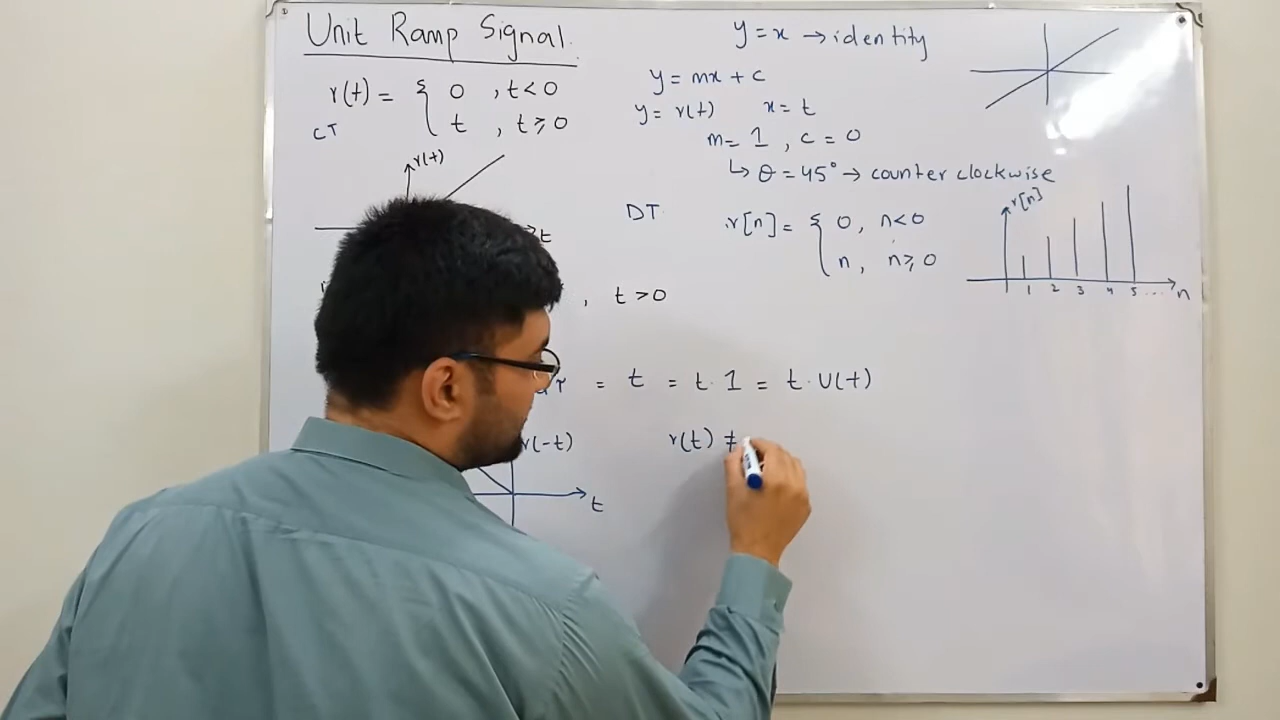 Unit Ramp Signal.
r(t) = { 0 , t < 0
t , t ⩾ 0
CT
r(t)
t
, t > 0
= t = t · 1 = t · U(t)
r(-t)
t
r(t) ≠
y = x → identity
y = mx + c
y = r(t) x = t
m = 1 , c = 0
↳ θ = 45° → counter clockwise
DT
r[n] = { 0, n < 0
n, n ⩾ 0
r[n]
1 2 3 4 5 ... n